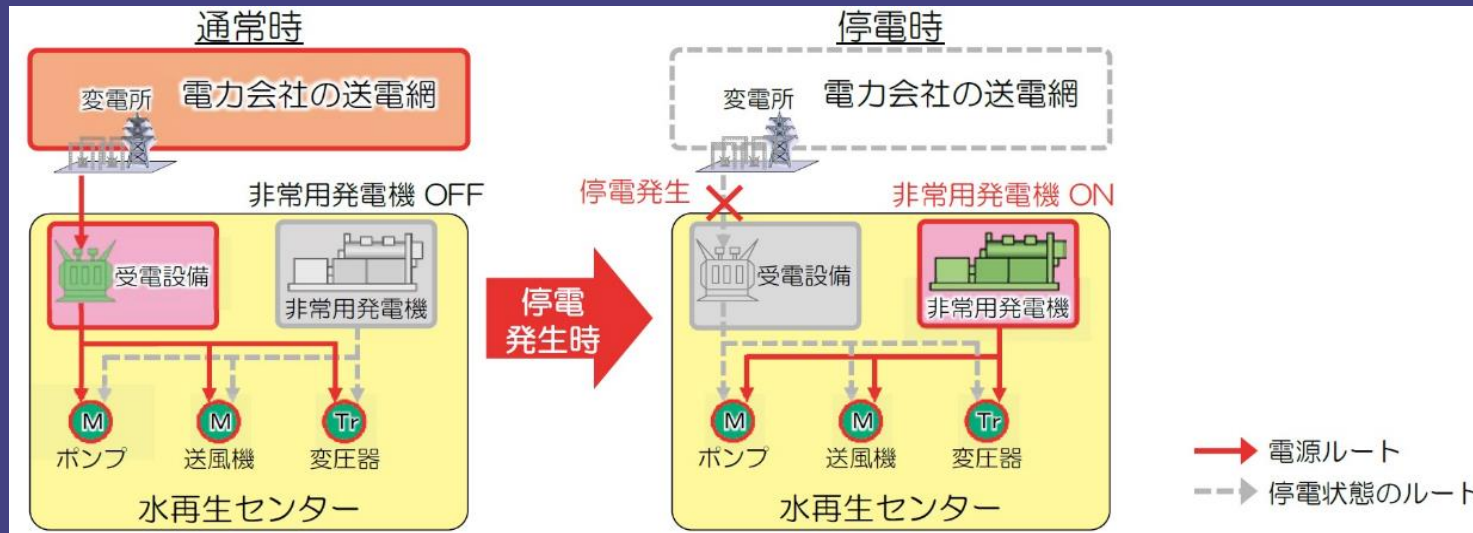 通常時
変電所 電力会社の送電網
非常用発電機 OFF
受電設備
非常用発電機
M
M
Tr
ポンプ
送風機
変圧器
水再生センター
停電
発生時
停電時
変電所 電力会社の送電網
停電発生
非常用発電機 ON
受電設備
非常用発電機
M
M
Tr
ポンプ
送風機
変圧器
水再生センター
電源ルート
停電状態のルート